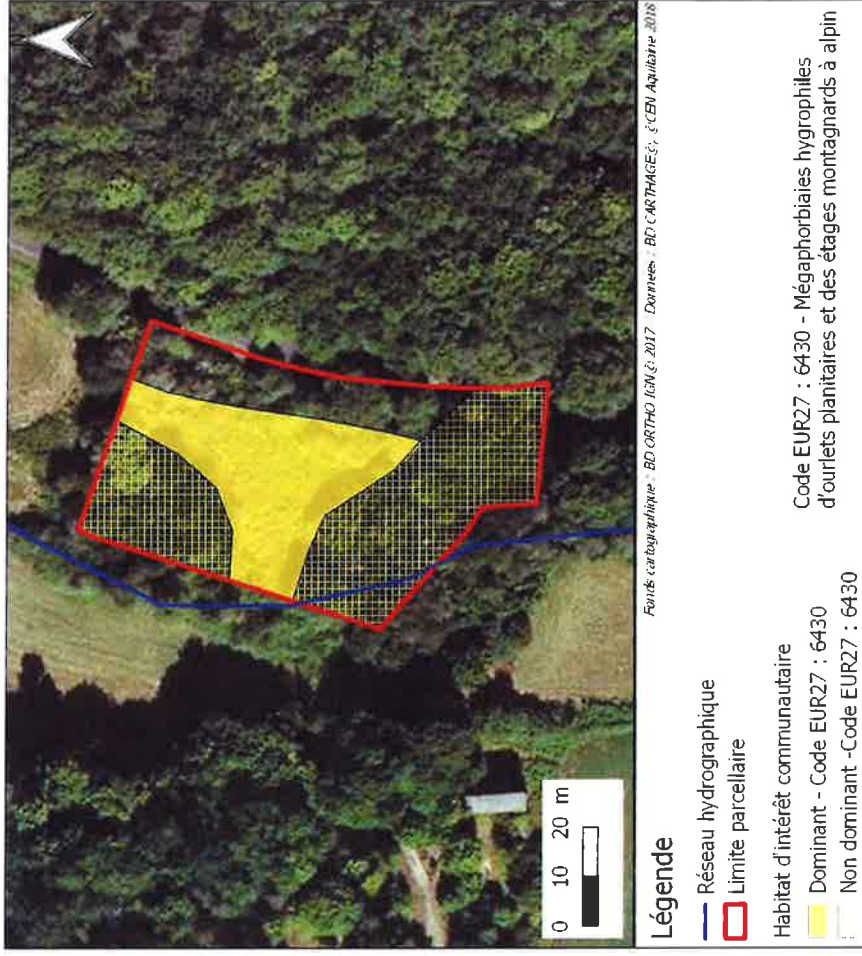 0 10 20 m
Fonds cartographique : BD ORTHO IGN © 2017 Données : BD CARTHAGE©, ©CEN Aquitaine 2018
Légende
Réseau hydrographique
Limite parcellaire
Habitat d'intérêt communautaire
Dominant - Code EUR27 : 6430
Non dominant -Code EUR27 : 6430
Code EUR27 : 6430 - Mégaphorbiaies hygrophiles
d'ourlets planitaires et des étages montagnards à alpin